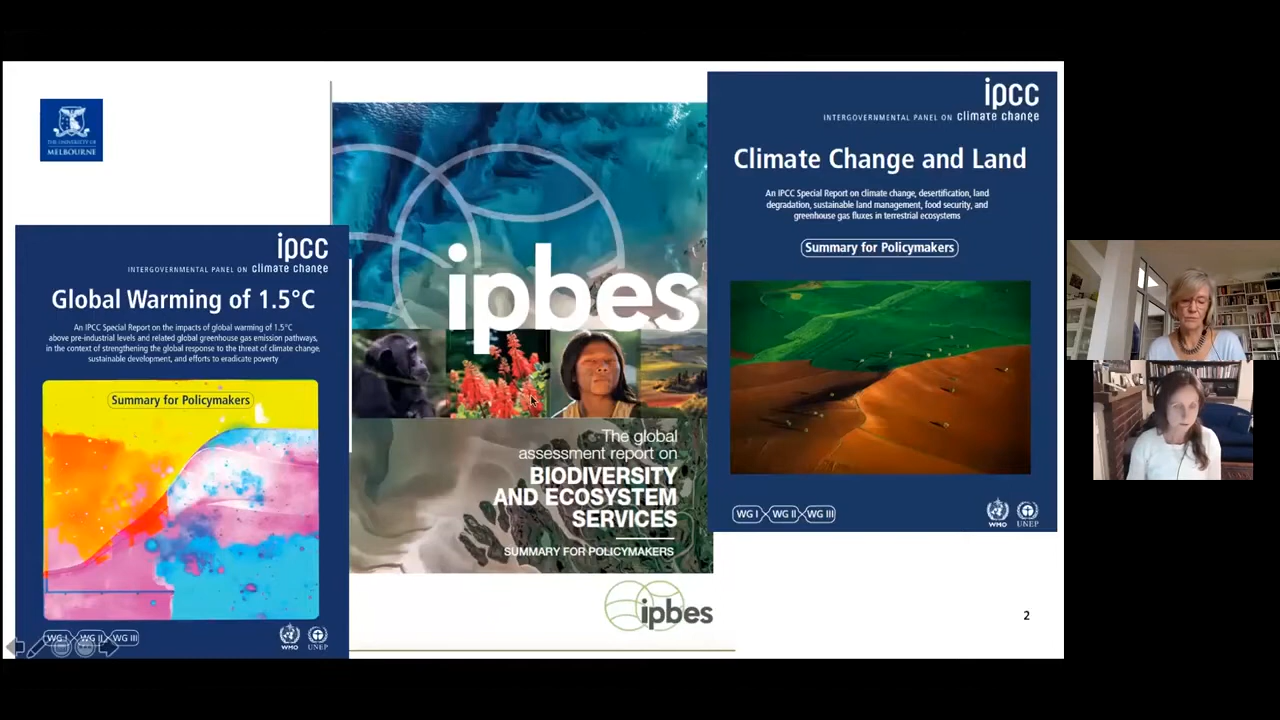 THE UNIVERSITY OF
MELBOURNE
ipcc
INTERGOVERNMENTAL PANEL ON climate change
Global Warming of 1.5°C
An IPCC Special Report on the impacts of global warming of 1.5°C
above pre-industrial levels and related global greenhouse gas emission pathways,
in the context of strengthening the global response to the threat of climate change,
sustainable development, and efforts to eradicate poverty
Summary for Policymakers
WG I WG II WG III
WMO UNEP
ipbes
The global
assessment report on
BIODIVERSITY
AND ECOSYSTEM
SERVICES
SUMMARY FOR POLICYMAKERS
ipbes
ipcc
INTERGOVERNMENTAL PANEL ON climate change
Climate Change and Land
An IPCC Special Report on climate change, desertification, land
degradation, sustainable land management, food security, and
greenhouse gas fluxes in terrestrial ecosystems
Summary for Policymakers
WG I WG II WG III
WMO UNEP
2